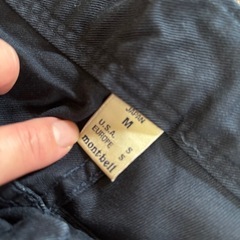 JAPAN M
U.S.A. S
EUROPE S
mont-bell